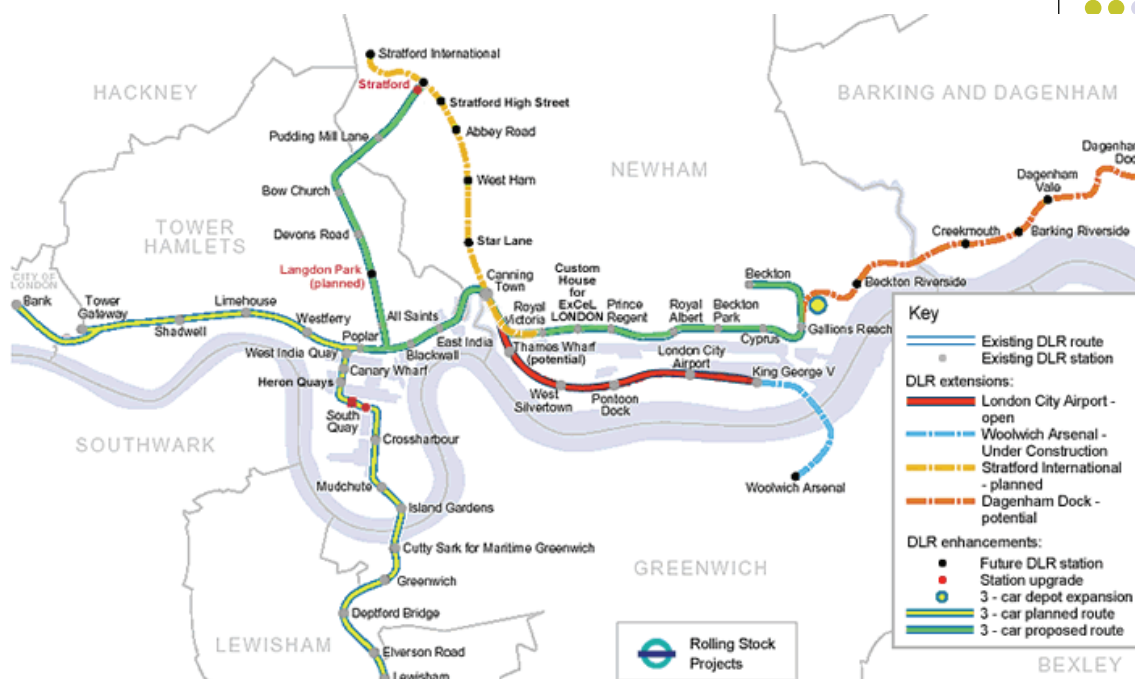 Stratford International
Stratford
HACKNEY
BARKING AND DAGENHAM
Stratford High Street
Abbey Road
Pudding Mill Lane
NEWHAM
Dagenham
Vale
West Ham
Bow Church
TOWER
HAMLETS
Devons Road
Star Lane
Creekmouth
Barking Riverside
Langdon Park
(planned)
CITY OF
LONDON
Bank
Tower
Gateway
Limehouse
Shadwell
Westferry
Poplar
All Saints
Canning
Town
Royal
Victoria
Custom
House
for
ExCeL
LONDON
Prince
Regent
Royal
Albert
Beckton
Park
Beckton
Cyprus
Gallions Reach
Beckton Riverside
West India Quay
Blackwall
East India
Canary Wharf
Heron Quays
South
Quay
Thames Wharf
(potential)
London City
Airport
King George V
West
Silvertown
Pontoon
Dock
SOUTHWARK
Crossharbour
Mudchute
Woolwich Arsenal
Island Gardens
Cutty Sark for Maritime Greenwich
Greenwich
GREENWICH
Deptford Bridge
LEWISHAM
Elverson Road
Lewisham
Rolling Stock
Projects
BEXLEY
Key
Existing DLR route
Existing DLR station
DLR extensions:
London City Airport -
open
Woolwich Arsenal -
Under Construction
Stratford International
- planned
Dagenham Dock -
potential
DLR enhancements:
Future DLR station
Station upgrade
3 - car depot expansion
3 - car planned route
3 - car proposed route